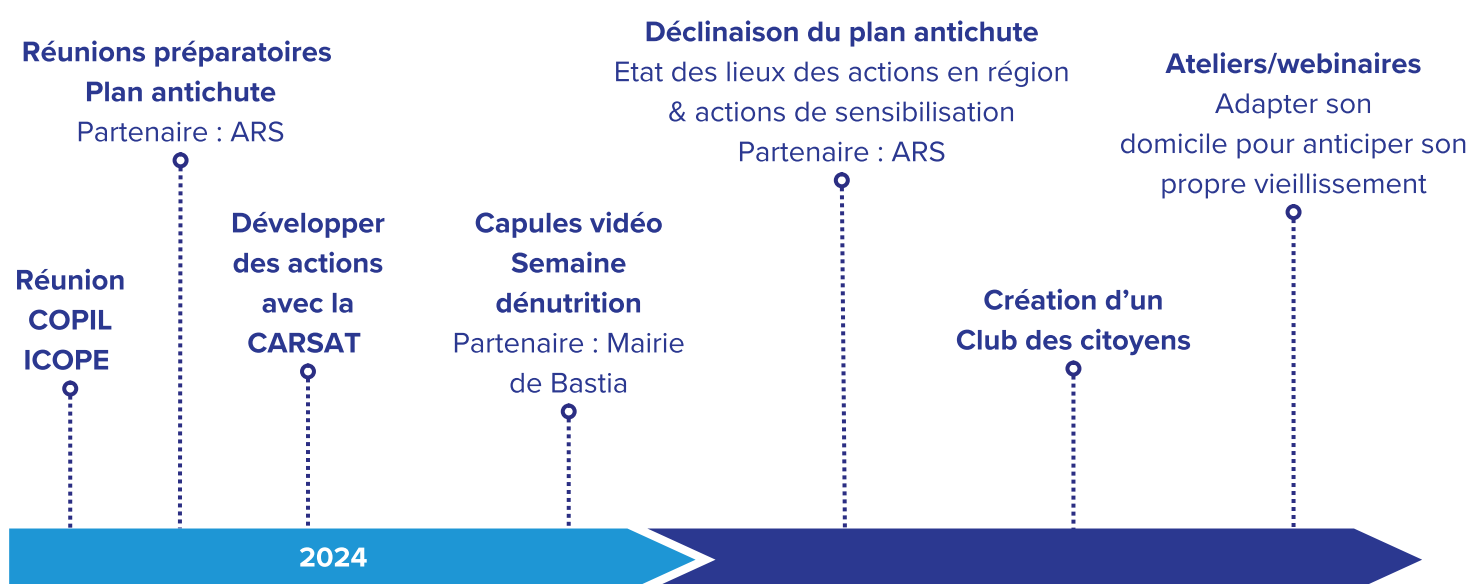 Réunions préparatoires
Plan antichute
Partenaire : ARS
Réunion
COPIL
ICOPE
Développer
des actions
avec la
CARSAT
Capules vidéo
Semaine
dénutrition
Partenaire : Mairie
de Bastia
Déclinaison du plan antichute
Etat des lieux des actions en région
& actions de sensibilisation
Partenaire : ARS
Création d’un
Club des citoyens
Ateliers/webinaires
Adapter son
domicile pour anticiper son
propre vieillissement
2024